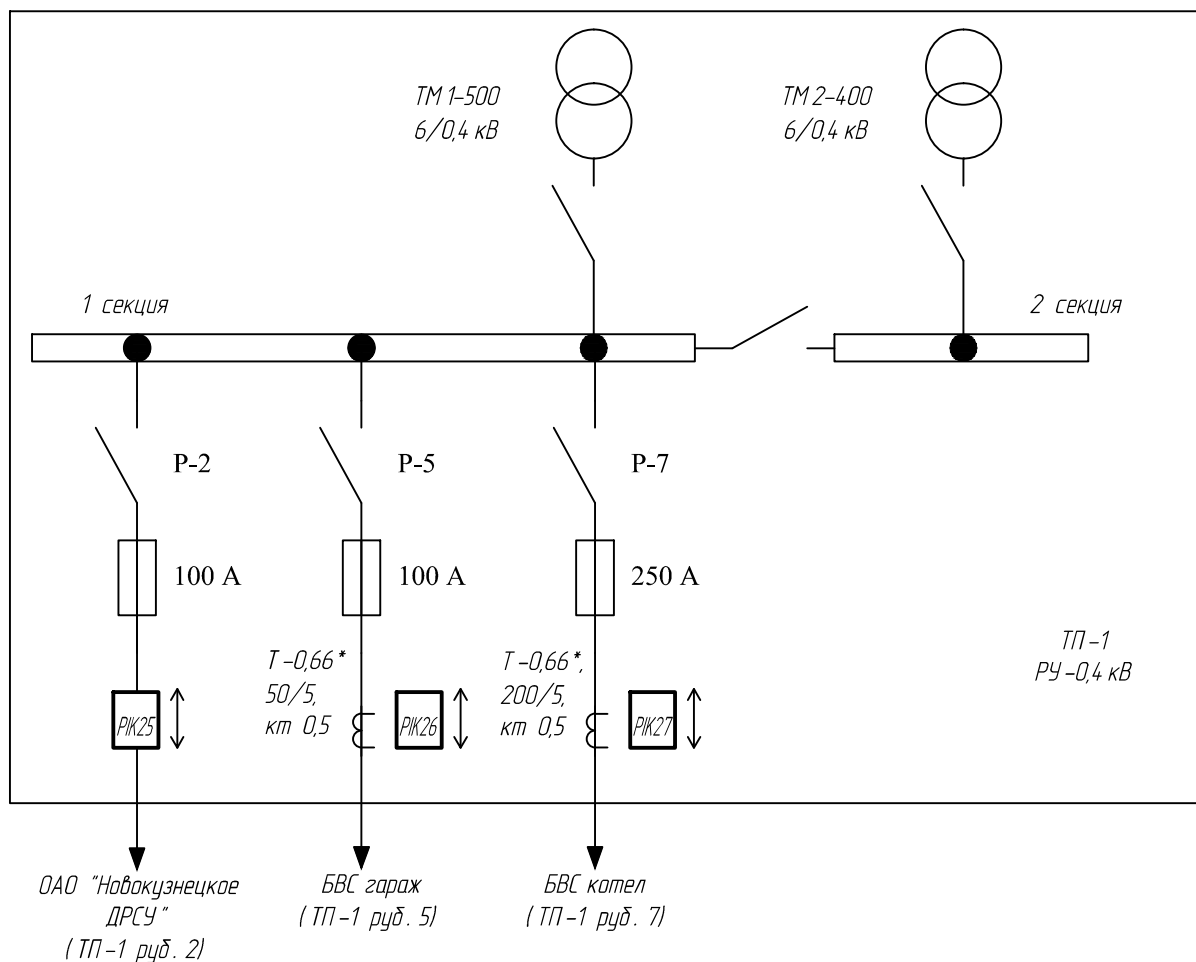 ТМ 1-500
6/0,4 кВ
ТМ 2-400
6/0,4 кВ
1 секция
2 секция
Р-2
Р-5
Р-7
100 А
100 А
250 А
Т-0,66*
50/5,
кт 0,5
Т-0,66*,
200/5,
кт 0,5
ТП-1
РУ-0,4 кВ
PIK25
PIK26
PIK27
ОАО "Новокузнецкое
ДРСУ"
(ТП-1 руб. 2)
БВС гараж
(ТП-1 руб. 5)
БВС котел
(ТП-1 руб. 7)